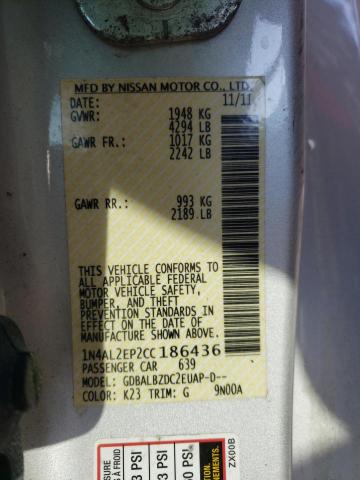 MFD BY NISSAN MOTOR CO., LTD.
DATE: 11/11
GVWR: 1948 KG
4294 LB
GAWR FR.: 1017 KG
2242 LB
GAWR RR.: 993 KG
2189 LB
THIS VEHICLE CONFORMS TO
ALL APPLICABLE FEDERAL
MOTOR VEHICLE SAFETY,
BUMPER, AND THEFT
PREVENTION STANDARDS IN
EFFECT ON THE DATE OF
MANUFACTURE SHOWN ABOVE.
1N4AL2EP2CC186436
PASSENGER CAR 639
MODEL: GDBALBZDC2EUAP-D--
COLOR: K23 TRIM: G 9N00A
ZX00B
À FROID
PSI
3 PSI
PSI